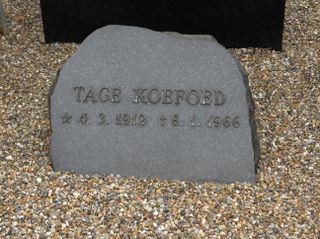 TAGE KOEFOED
★ 4. 3. 1912 ✝ 8. 1. 1966